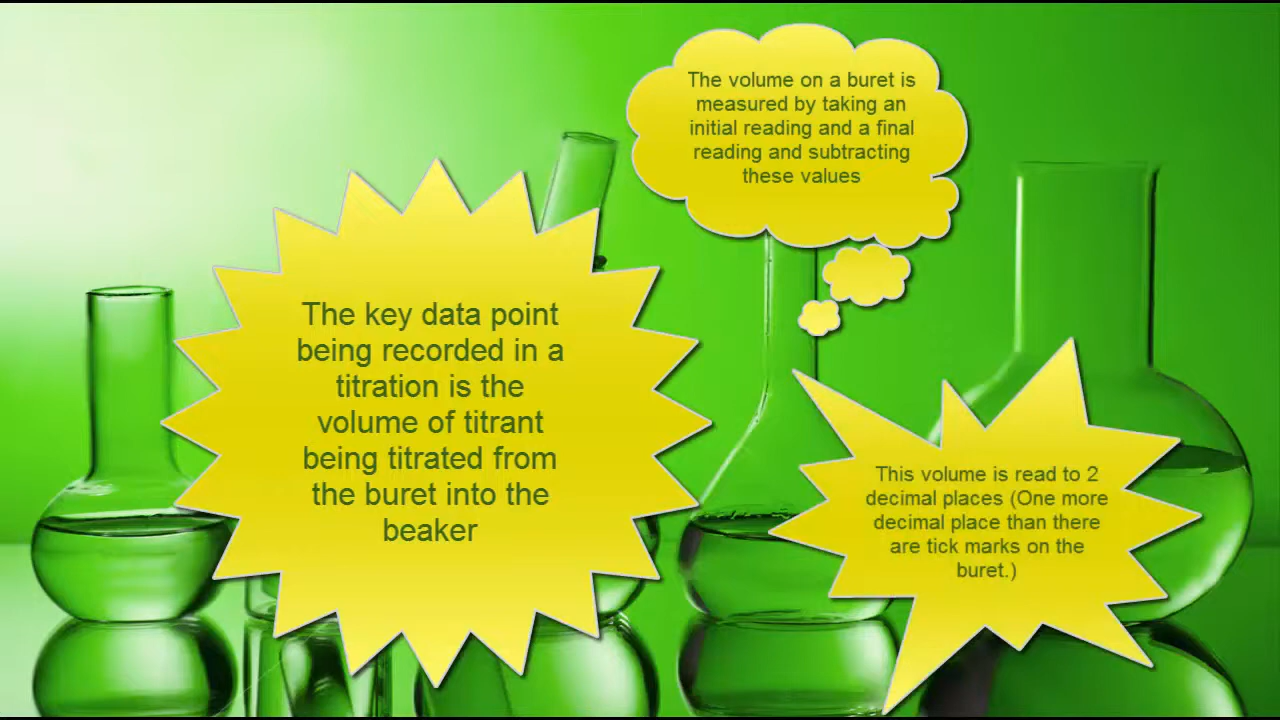 The key data point
being recorded in a
titration is the
volume of titrant
being titrated from
the buret into the
beaker
The volume on a buret is
measured by taking an
initial reading and a final
reading and subtracting
these values
This volume is read to 2
decimal places (One more
decimal place than there
are tick marks on the
buret.)